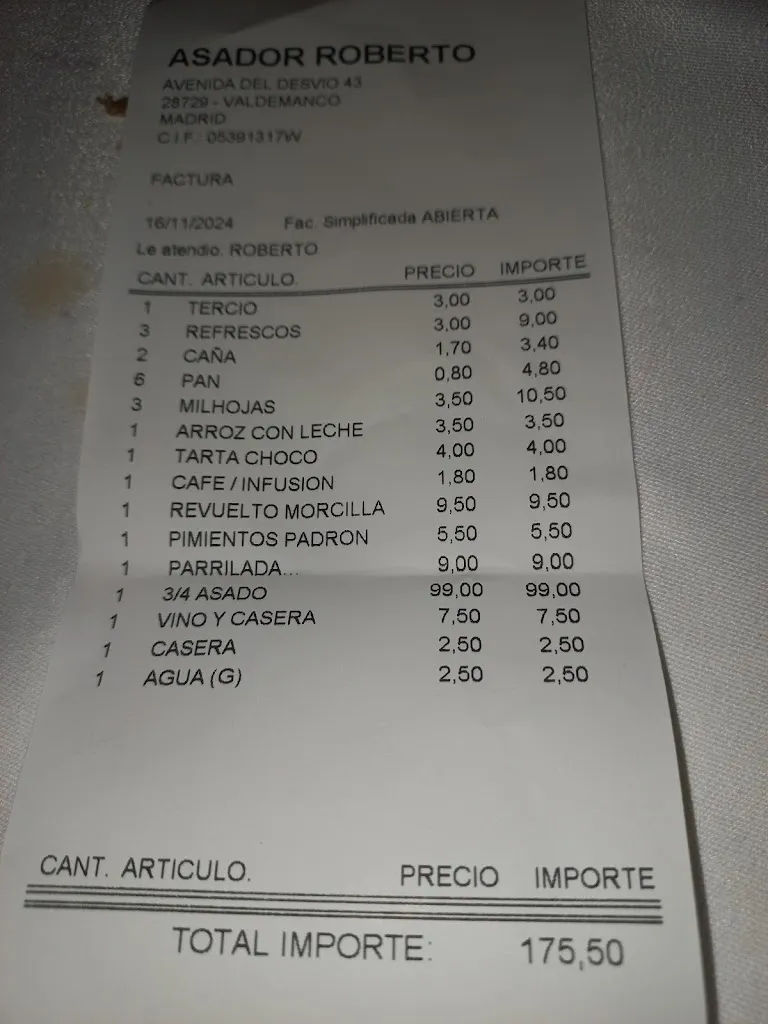 ASADOR ROBERTO
AVENIDA DEL DESVIO 43
28729 - VALDEMANCO
MADRID
C I F : 05391317W
FACTURA
16/11/2024 Fac. Simplificada ABIERTA
Le atendio: ROBERTO
CANT. ARTICULO. PRECIO IMPORTE
1 TERCIO 3,00 3,00
3 REFRESCOS 3,00 9,00
2 CAÑA 1,70 3,40
6 PAN 0,80 4,80
3 MILHOJAS 3,50 10,50
1 ARROZ CON LECHE 3,50 3,50
1 TARTA CHOCO 4,00 4,00
1 CAFE / INFUSION 1,80 1,80
1 REVUELTO MORCILLA 9,50 9,50
1 PIMIENTOS PADRON 5,50 5,50
1 PARRILADA... 9,00 9,00
1 3/4 ASADO 99,00 99,00
1 VINO Y CASERA 7,50 7,50
1 CASERA 2,50 2,50
1 AGUA (G) 2,50 2,50
CANT. ARTICULO. PRECIO IMPORTE
TOTAL IMPORTE: 175,50